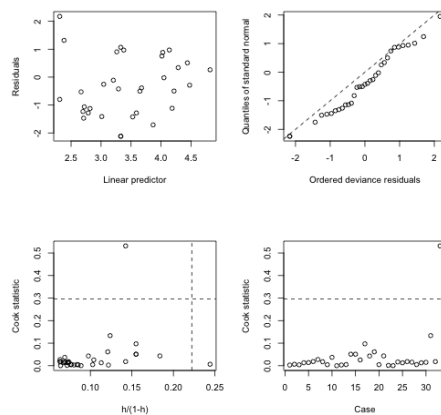 Residuals
2
1
0
-1
-2
2.5 3.0 3.5 4.0 4.5
Linear predictor
Quantiles of standard normal
2
1
0
-1
-2
-2 -1 0 1 2
Ordered deviance residuals
Cook statistic
0.5
0.4
0.3
0.2
0.1
0.0
0.10 0.15 0.20
h/(1-h)
Cook statistic
0.5
0.4
0.3
0.2
0.1
0.0
0 5 10 15 20 25 30
Case